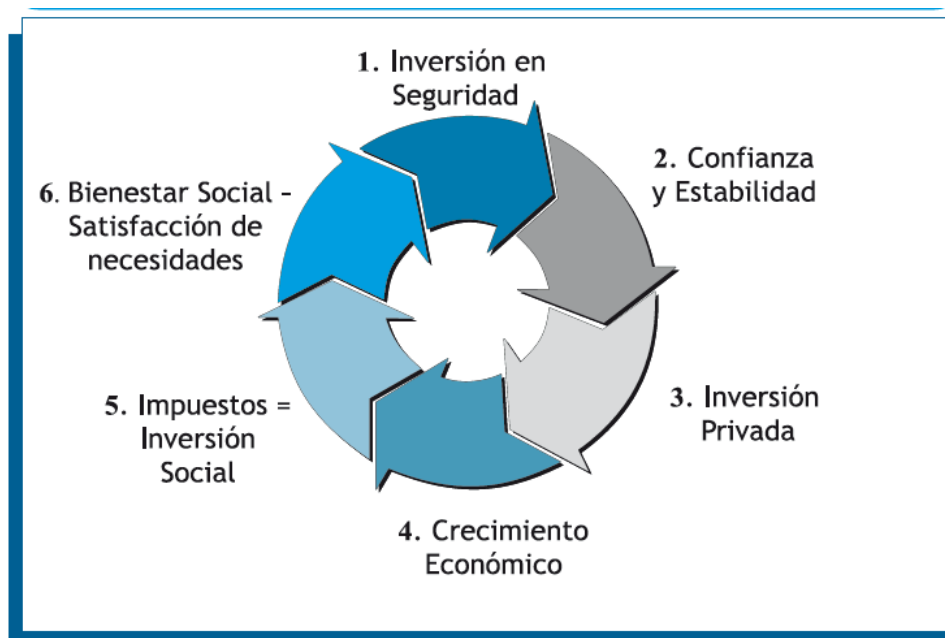 1. Inversión en
Seguridad
2. Confianza
y Estabilidad
3. Inversión
Privada
4. Crecimiento
Económico
5. Impuestos =
Inversión
Social
6. Bienestar Social –
Satisfacción de
necesidades